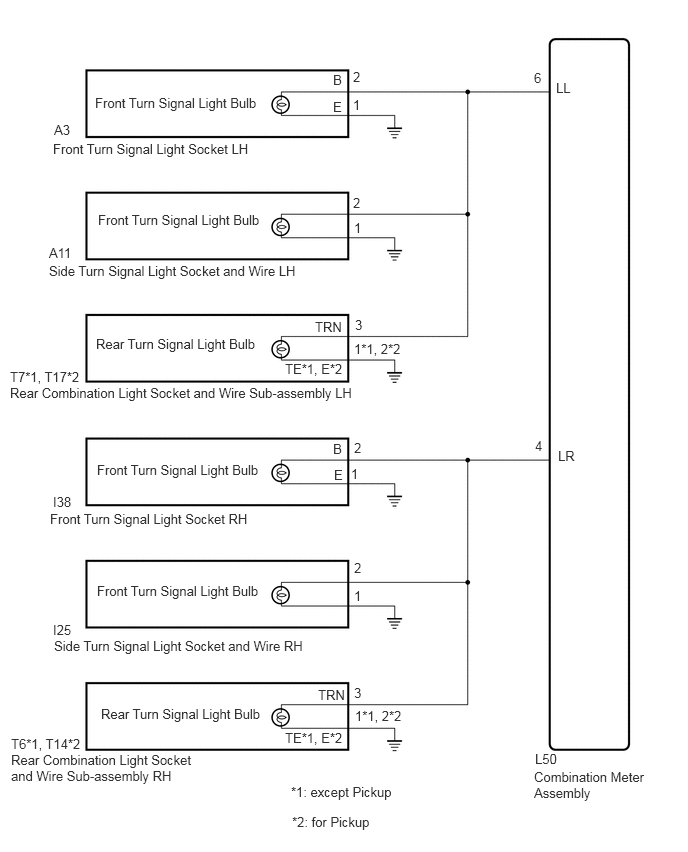 B 2
Front Turn Signal Light Bulb
E 1
A3
Front Turn Signal Light Socket LH
6 LL
2
Front Turn Signal Light Bulb
1
A11
Side Turn Signal Light Socket and Wire LH
TRN 3
Rear Turn Signal Light Bulb
1*1, 2*2
TE*1, E*2
T7*1, T17*2
Rear Combination Light Socket and Wire Sub-assembly LH
B 2
Front Turn Signal Light Bulb
E 1
I38
Front Turn Signal Light Socket RH
4 LR
2
Front Turn Signal Light Bulb
1
I25
Side Turn Signal Light Socket and Wire RH
TRN 3
Rear Turn Signal Light Bulb
1*1, 2*2
TE*1, E*2
T6*1, T14*2
Rear Combination Light Socket
and Wire Sub-assembly RH
L50
Combination Meter
Assembly
*1: except Pickup
*2: for Pickup